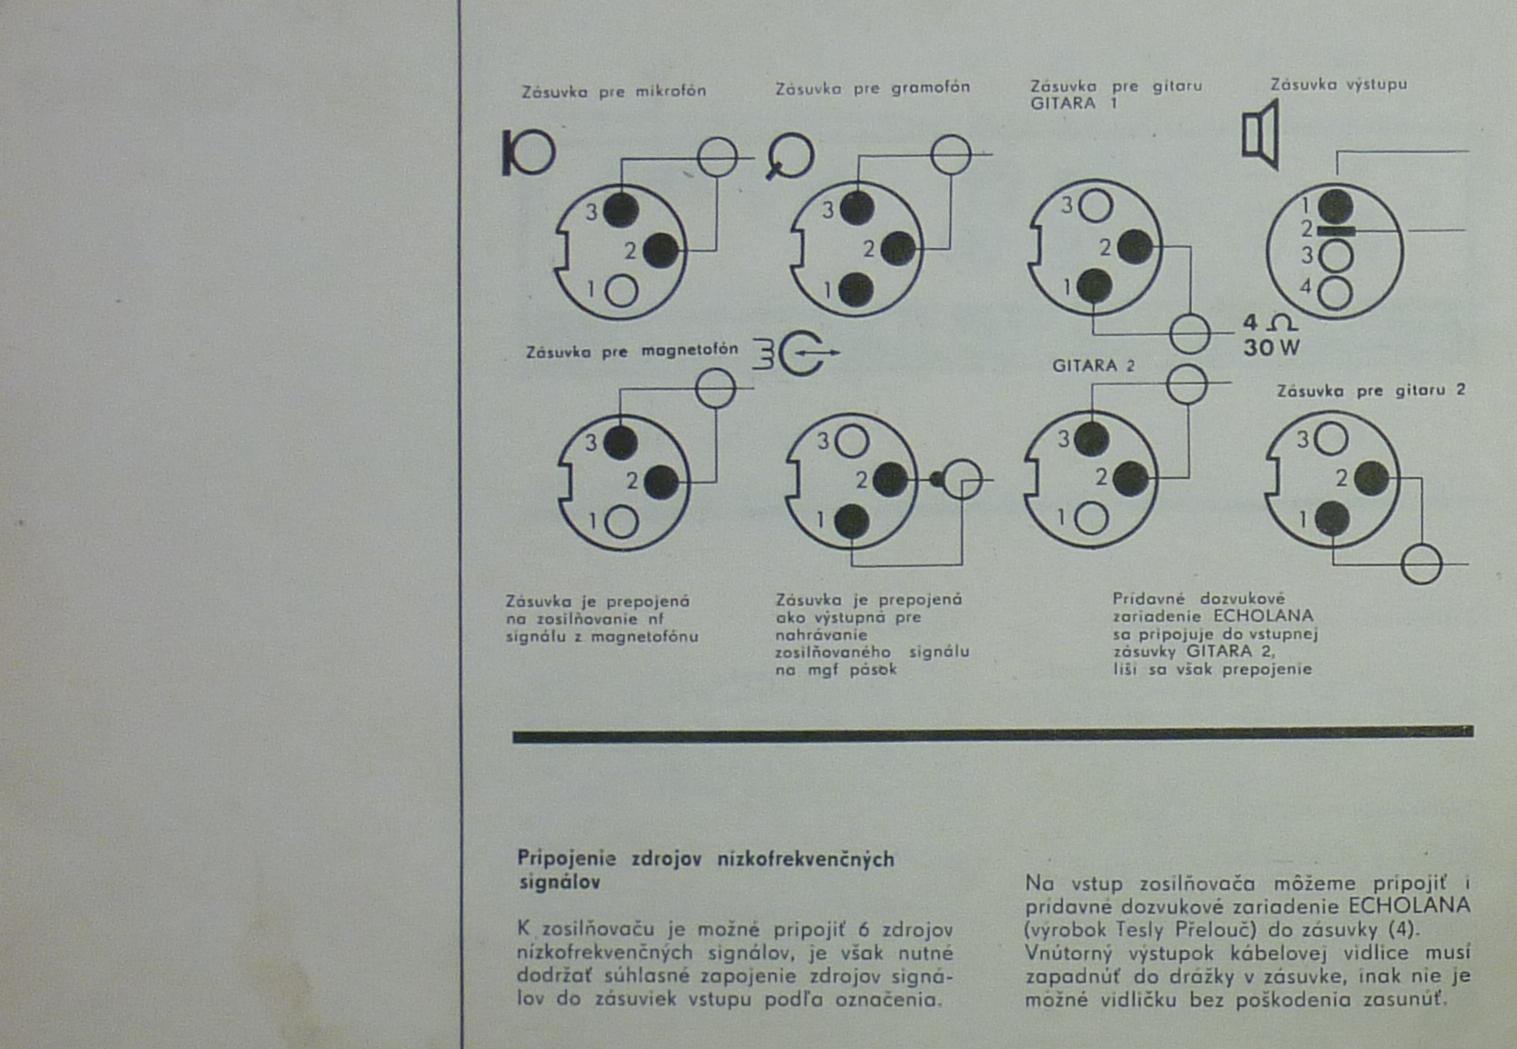 Zásuvka pre mikrofón
Zásuvka pre gramofón
Zásuvka pre gitaru
GITARA 1
Zásuvka výstupu
3
2
1
3
2
1
3
2
1
1
2
3
4
4 Ω
30 W
Zásuvka pre magnetofón
GITARA 2
Zásuvka pre gitaru 2
3
2
1
3
2
1
3
2
1
3
2
1
Zásuvka je prepojená
na zosilňovanie nf
signálu z magnetofónu
Zásuvka je prepojená
ako výstupná pre
nahrávanie
zosilňovaného signálu
na mgf pások
Prídavné dozvukové
zariadenie ECHOLANA
sa pripojuje do vstupnej
zásuvky GITARA 2,
líši sa však prepojenie
Pripojenie zdrojov nízkofrekvenčných
signálov
K zosilňovaču je možné pripojiť 6 zdrojov
nízkofrekvenčných signálov, je však nutné
dodržať súhlasné zapojenie zdrojov signá-
lov do zásuviek vstupu podľa označenia.
Na vstup zosilňovača môžeme pripojiť i
prídavné dozvukové zariadenie ECHOLANA
(výrobok Tesly Přelouč) do zásuvky (4).
Vnútorný výstupok kábelovej vidlice musí
zapadnúť do drážky v zásuvke, inak nie je
móžné vidličku bez poškodenia zasunúť.